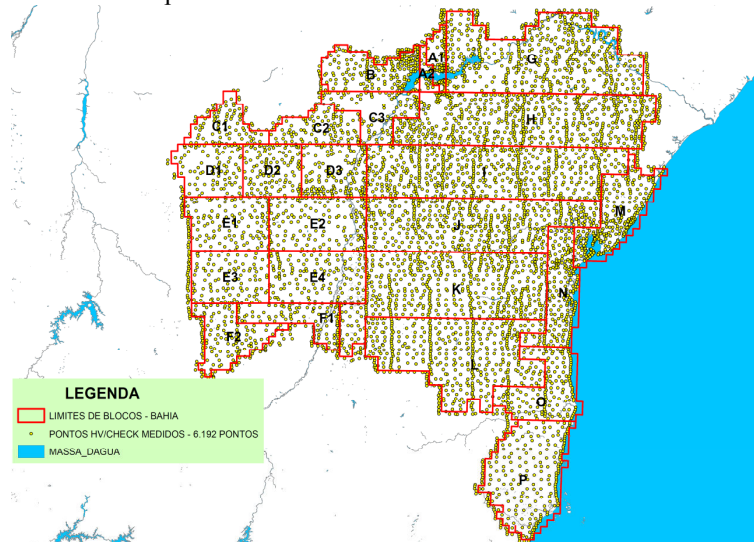 A1
G
B
A2
C3
H
C1
C2
D1
D2
D3
I
M
E1
E2
J
E3
E4
K
N
F1
F2
L
O
P
LEGENDA
LIMITES DE BLOCOS - BAHIA
PONTOS HV/CHECK MEDIDOS - 6.192 PONTOS
MASSA_DAGUA